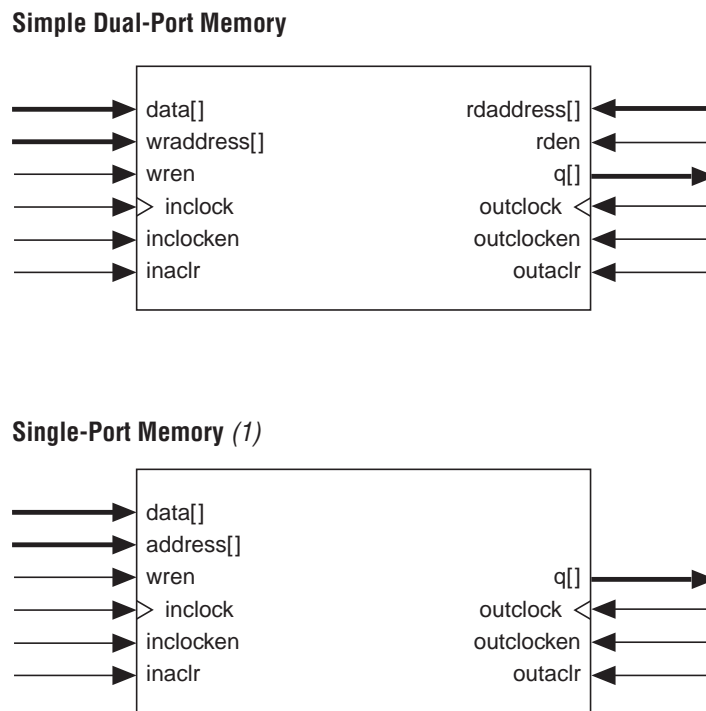 Simple Dual-Port Memory
data[] rdaddress[]
wraddress[] rden
wren q[]
inclock outclock
inclocken outclocken
inaclr outaclr
Single-Port Memory (1)
data[]
address[]
wren q[]
inclock outclock
inclocken outclocken
inaclr outaclr